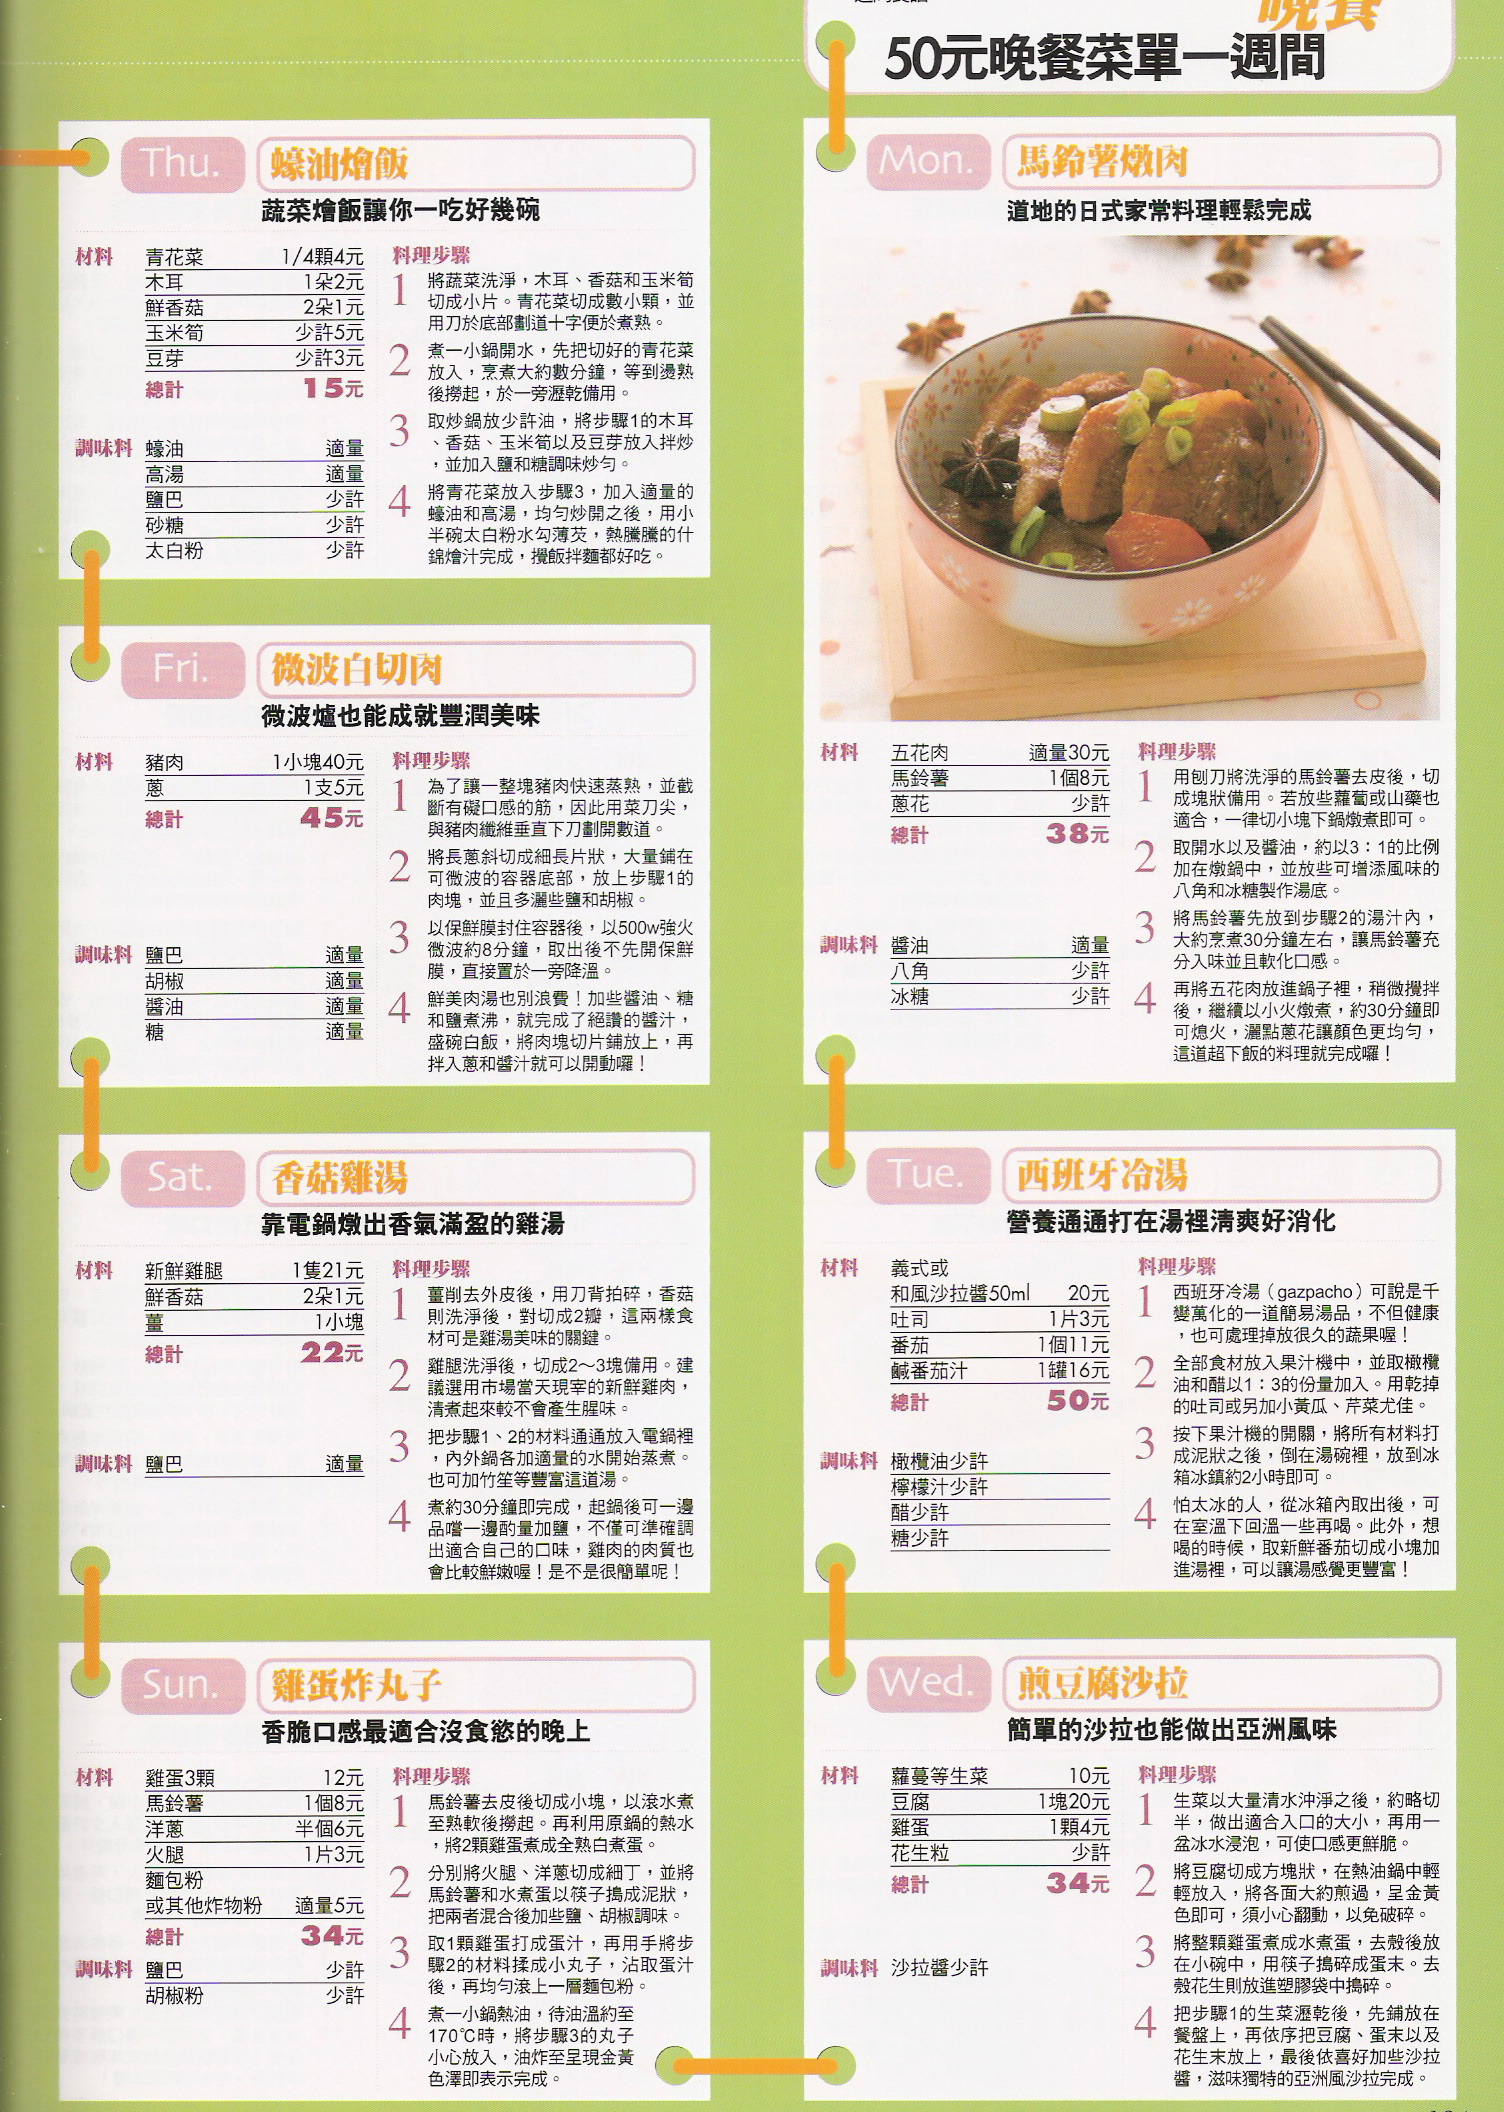 晚餐
50元晚餐菜單一週間
Mon. 馬鈴薯燉肉
道地的日式家常料理輕鬆完成
材料
五花肉 適量30元
馬鈴薯 1個8元
蔥花 少許
總計 38元
調味料
醬油 適量
八角 少許
冰糖 少許
料理步驟
1 用刨刀將洗淨的馬鈴薯去皮後，切
成塊狀備用。若放些蘿蔔或山藥也
適合，一律切小塊下鍋燉煮即可。
2 取開水以及醬油，約以3：1的比例
加在燉鍋中，並放些可增添風味的
八角和冰糖製作湯底。
3 將馬鈴薯先放到步驟2的湯汁內，
大約烹煮30分鐘左右，讓馬鈴薯充
分入味並且軟化口感。
4 再將五花肉放進鍋子裡，稍微攪拌
後，繼續以小火燉煮，約30分鐘即
可熄火，灑點蔥花讓顏色更均勻，
這道超下飯的料理就完成囉！
Tue. 西班牙冷湯
營養通通打在湯裡清爽好消化
材料
義式或
和風沙拉醬50ml 20元
吐司 1片3元
番茄 1個11元
鹹番茄汁 1罐16元
總計 50元
調味料
橄欖油少許
檸檬汁少許
醋少許
糖少許
料理步驟
1 西班牙冷湯（gazpacho）可說是千
變萬化的一道簡易湯品，不但健康
，也可處理掉放很久的蔬果喔！
2 全部食材放入果汁機中，並取橄欖
油和醋以1：3的份量加入。用乾掉
的吐司或另加小黃瓜、芹菜尤佳。
3 按下果汁機的開關，將所有材料打
成泥狀之後，倒在湯碗裡，放到冰
箱冰鎮約2小時即可。
4 怕太冰的人，從冰箱內取出後，可
在室溫下回溫一些再喝。此外，想
喝的時候，取新鮮番茄切成小塊加
進湯裡，可以讓湯感覺更豐富！
Wed. 煎豆腐沙拉
簡單的沙拉也能做出亞洲風味
材料
蘿蔓等生菜 10元
豆腐 1塊20元
雞蛋 1顆4元
花生粒 少許
總計 34元
調味料
沙拉醬少許
料理步驟
1 生菜以大量清水沖淨之後，約略切
半，做出適合入口的大小，再用一
盆冰水浸泡，可使口感更鮮脆。
2 將豆腐切成方塊狀，在熱油鍋中輕
輕放入，將各面大約煎過，呈金黃
色即可，須小心翻動，以免破碎。
3 將整顆雞蛋煮成水煮蛋，去殼後放
在小碗中，用筷子搗碎成蛋末。去
殼花生則放進塑膠袋中搗碎。
4 把步驟1的生菜瀝乾後，先鋪放在
餐盤上，再依序把豆腐、蛋末以及
花生末放上，最後依喜好加些沙拉
醬，滋味獨特的亞洲風沙拉完成。
Thu. 蠔油燴飯
蔬菜燴飯讓你一吃好幾碗
材料
青花菜 1/4顆4元
木耳 1朵2元
鮮香菇 2朵1元
玉米筍 少許5元
豆芽 少許3元
總計 15元
調味料
蠔油 適量
高湯 適量
鹽巴 少許
砂糖 少許
太白粉 少許
料理步驟
1 將蔬菜洗淨，木耳、香菇和玉米筍
切成小片。青花菜切成數小顆，並
用刀於底部劃道十字便於煮熟。
2 煮一小鍋開水，先把切好的青花菜
放入，烹煮大約數分鐘，等到燙熟
後撈起，於一旁瀝乾備用。
3 取炒鍋放少許油，將步驟1的木耳
、香菇、玉米筍以及豆芽放入拌炒
，並加入鹽和糖調味炒勻。
4 將青花菜放入步驟3，加入適量的
蠔油和高湯，均勻炒開之後，用小
半碗太白粉水勾薄芡，熱騰騰的什
錦燴汁完成，攪飯拌麵都好吃。
Fri. 微波白切肉
微波爐也能成就豐潤美味
材料
豬肉 1小塊40元
蔥 1支5元
總計 45元
調味料
鹽巴 適量
胡椒 適量
醬油 適量
糖 適量
料理步驟
1 為了讓一整塊豬肉快速蒸熟，並截
斷有礙口感的筋，因此用菜刀尖，
與豬肉纖維垂直下刀劃開數道。
2 將長蔥斜切成細長片狀，大量鋪在
可微波的容器底部，放上步驟1的
肉塊，並且多灑些鹽和胡椒。
3 以保鮮膜封住容器後，以500w強火
微波約8分鐘，取出後不先開保鮮
膜，直接置於一旁降溫。
4 鮮美肉湯也別浪費！加些醬油、糖
和鹽煮沸，就完成了絕讚的醬汁，
盛碗白飯，將肉塊切片鋪放上，再
拌入蔥和醬汁就可以開動囉！
Sat. 香菇雞湯
靠電鍋燉出香氣滿盈的雞湯
材料
新鮮雞腿 1隻21元
鮮香菇 2朵1元
薑 1小塊
總計 22元
調味料
鹽巴 適量
料理步驟
1 薑削去外皮後，用刀背拍碎，香菇
則洗淨後，對切成2瓣，這兩樣食
材可是雞湯美味的關鍵。
2 雞腿洗淨後，切成2～3塊備用。建
議選用市場當天現宰的新鮮雞肉，
清煮起來較不會產生腥味。
3 把步驟1、2的材料通通放入電鍋裡
，內外鍋各加適量的水開始蒸煮。
也可加竹笙等豐富這道湯。
4 煮約30分鐘即完成，起鍋後可一邊
品嚐一邊酌量加鹽，不僅可準確調
出適合自己的口味，雞肉的肉質也
會比較鮮嫩喔！是不是很簡單呢！
Sun. 雞蛋炸丸子
香脆口感最適合沒食慾的晚上
材料
雞蛋3顆 12元
馬鈴薯 1個8元
洋蔥 半個6元
火腿 1片3元
麵包粉
或其他炸物粉 適量5元
總計 34元
調味料
鹽巴 少許
胡椒粉 少許
料理步驟
1 馬鈴薯去皮後切成小塊，以滾水煮
至熟軟後撈起。再利用原鍋的熱水
，將2顆雞蛋煮成全熟白煮蛋。
2 分別將火腿、洋蔥切成細丁，並將
馬鈴薯和水煮蛋以筷子搗成泥狀，
把兩者混合後加些鹽、胡椒調味。
3 取1顆雞蛋打成蛋汁，再用手將步
驟2的材料揉成小丸子，沾取蛋汁
後，再均勻滾上一層麵包粉。
4 煮一小鍋熱油，待油溫約至
170℃時，將步驟3的丸子
小心放入，油炸至呈現金黃
色澤即表示完成。